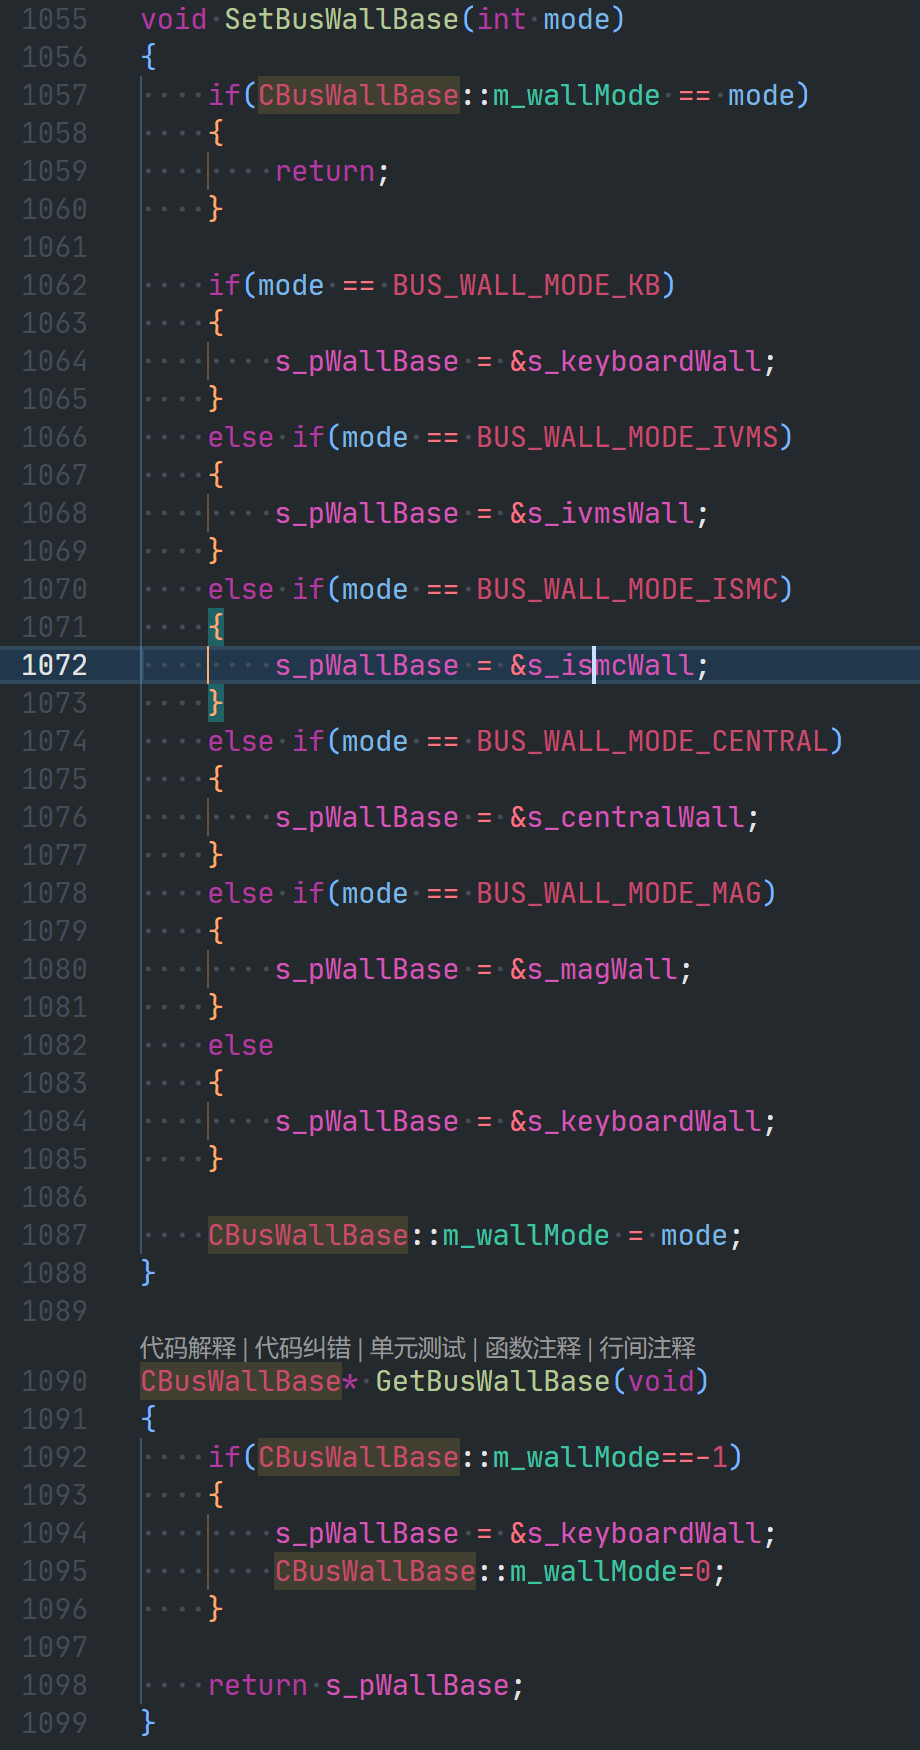 1055 void SetBusWallBase(int mode)
1056 {
1057     if(CBusWallBase::m_wallMode == mode)
1058     {
1059         return;
1060     }
1061
1062     if(mode == BUS_WALL_MODE_KB)
1063     {
1064         s_pWallBase = &s_keyboardWall;
1065     }
1066     else if(mode == BUS_WALL_MODE_IVMS)
1067     {
1068         s_pWallBase = &s_ivmsWall;
1069     }
1070     else if(mode == BUS_WALL_MODE_ISMC)
1071     {
1072         s_pWallBase = &s_ismcWall;
1073     }
1074     else if(mode == BUS_WALL_MODE_CENTRAL)
1075     {
1076         s_pWallBase = &s_centralWall;
1077     }
1078     else if(mode == BUS_WALL_MODE_MAG)
1079     {
1080         s_pWallBase = &s_magWall;
1081     }
1082     else
1083     {
1084         s_pWallBase = &s_keyboardWall;
1085     }
1086
1087     CBusWallBase::m_wallMode = mode;
1088 }
1089
代码解释 | 代码纠错 | 单元测试 | 函数注释 | 行间注释
1090 CBusWallBase* GetBusWallBase(void)
1091 {
1092     if(CBusWallBase::m_wallMode==-1)
1093     {
1094         s_pWallBase = &s_keyboardWall;
1095         CBusWallBase::m_wallMode=0;
1096     }
1097
1098     return s_pWallBase;
1099 }